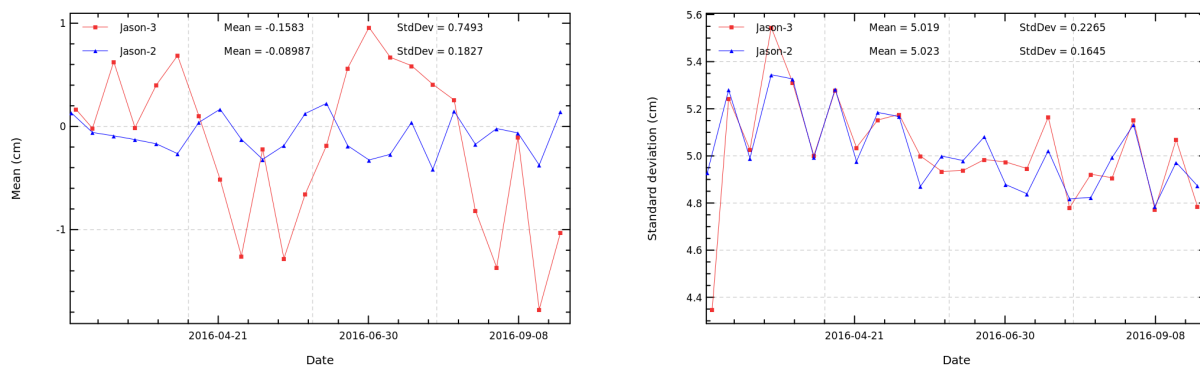 1
0
-1
Mean (cm)
Jason-3 Mean = -0.1583 StdDev = 0.7493
Jason-2 Mean = -0.08987 StdDev = 0.1827
2016-04-21 2016-06-30 2016-09-08
Date
5.6
5.4
5.2
5.0
4.8
4.6
4.4
Standard deviation (cm)
Jason-3 Mean = 5.019 StdDev = 0.2265
Jason-2 Mean = 5.023 StdDev = 0.1645
2016-04-21 2016-06-30 2016-09-08
Date